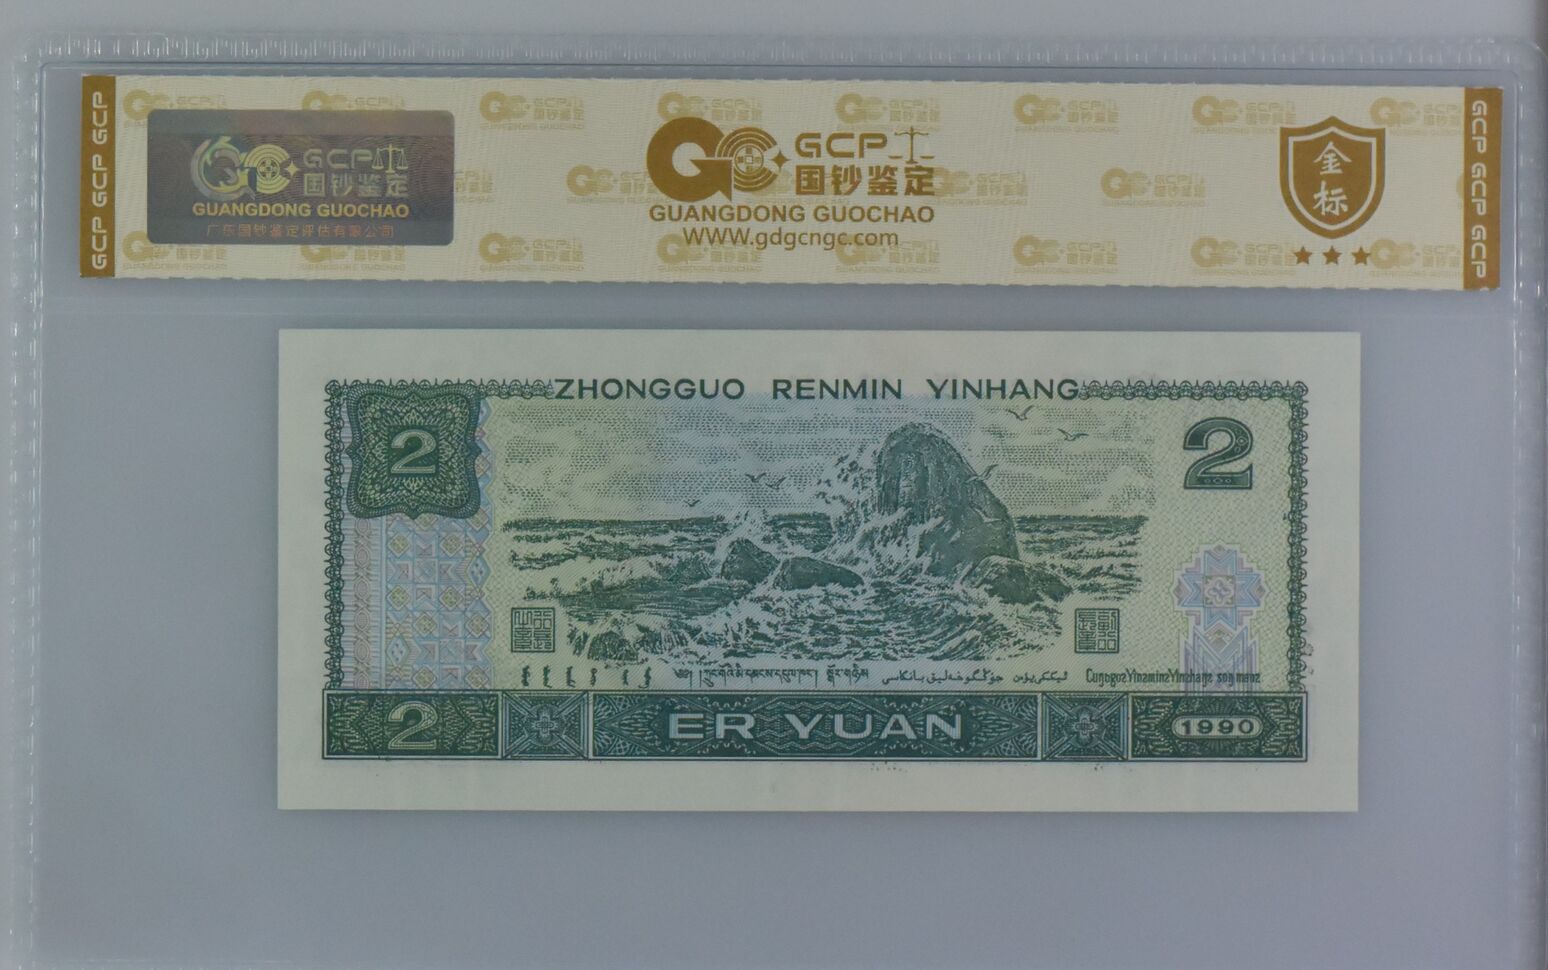 GCP GCP GCP
GCP
国钞鉴定
GUANGDONG GUOCHAO
广东国钞鉴定评估有限公司
GCP
国钞鉴定
GUANGDONG GUOCHAO
WWW.gdgcngc.com
金标
GCP GCP GCP
ZHONGGUO RENMIN YINHANG
2
2
2
ER YUAN
1990